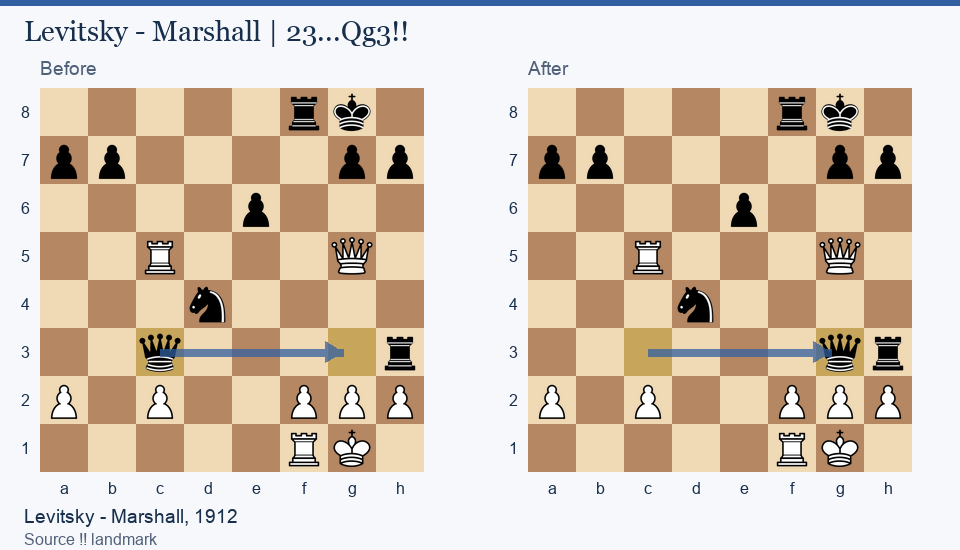 Levitsky - Marshall | 23...Qg3!!
Before
After
8
7
6
5
4
3
2
1
a b c d e f g h
8
7
6
5
4
3
2
1
a b c d e f g h
Levitsky - Marshall, 1912
Source !! landmark